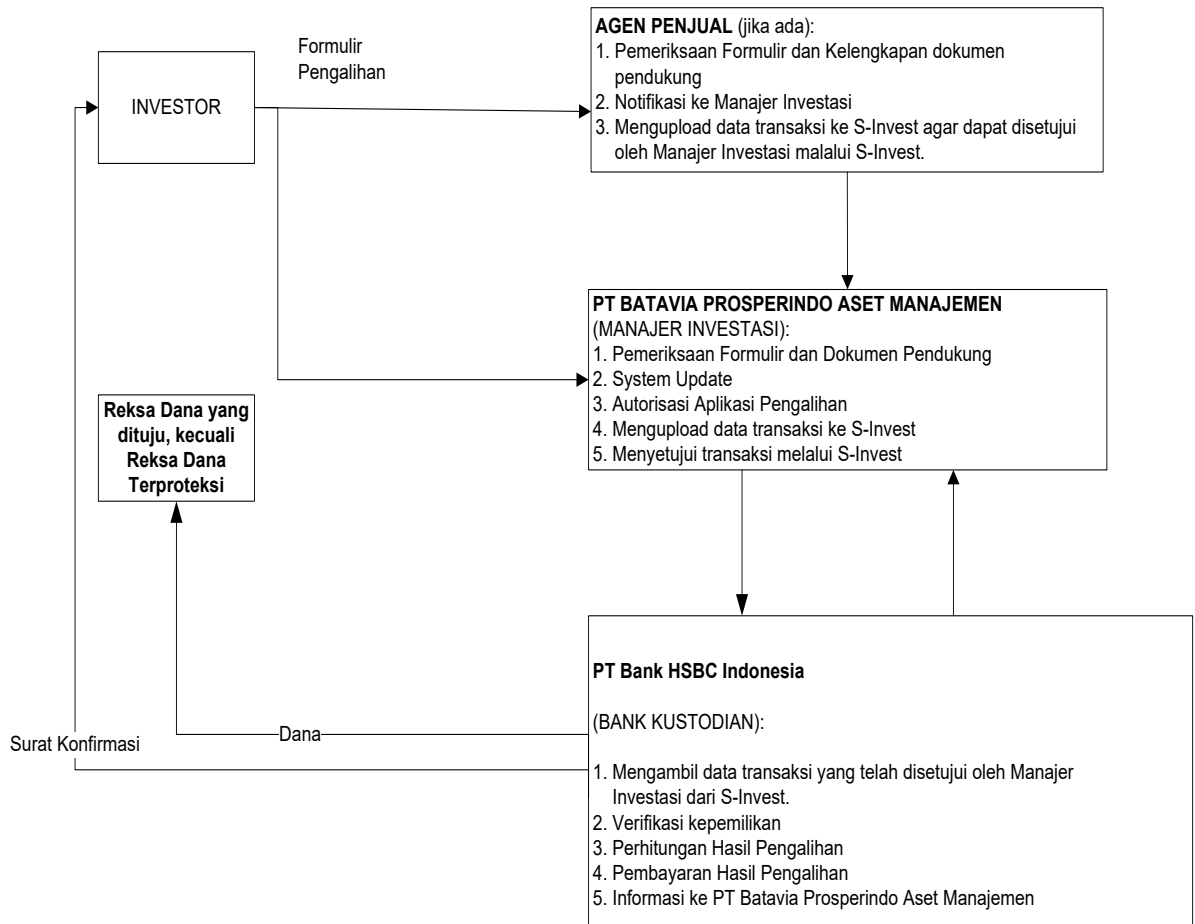 Formulir
Pengalihan
INVESTOR
AGEN PENJUAL (jika ada):
1. Pemeriksaan Formulir dan Kelengkapan dokumen
pendukung
2. Notifikasi ke Manajer Investasi
3. Mengupload data transaksi ke S-Invest agar dapat disetujui
oleh Manajer Investasi malalui S-Invest.
PT BATAVIA PROSPERINDO ASET MANAJEMEN
(MANAJER INVESTASI):
1. Pemeriksaan Formulir dan Dokumen Pendukung
2. System Update
3. Autorisasi Aplikasi Pengalihan
4. Mengupload data transaksi ke S-Invest
5. Menyetujui transaksi melalui S-Invest
Reksa Dana yang
dituju, kecuali
Reksa Dana
Terproteksi
Surat Konfirmasi
Dana
PT Bank HSBC Indonesia
(BANK KUSTODIAN):
1. Mengambil data transaksi yang telah disetujui oleh Manajer
Investasi dari S-Invest.
2. Verifikasi kepemilikan
3. Perhitungan Hasil Pengalihan
4. Pembayaran Hasil Pengalihan
5. Informasi ke PT Batavia Prosperindo Aset Manajemen